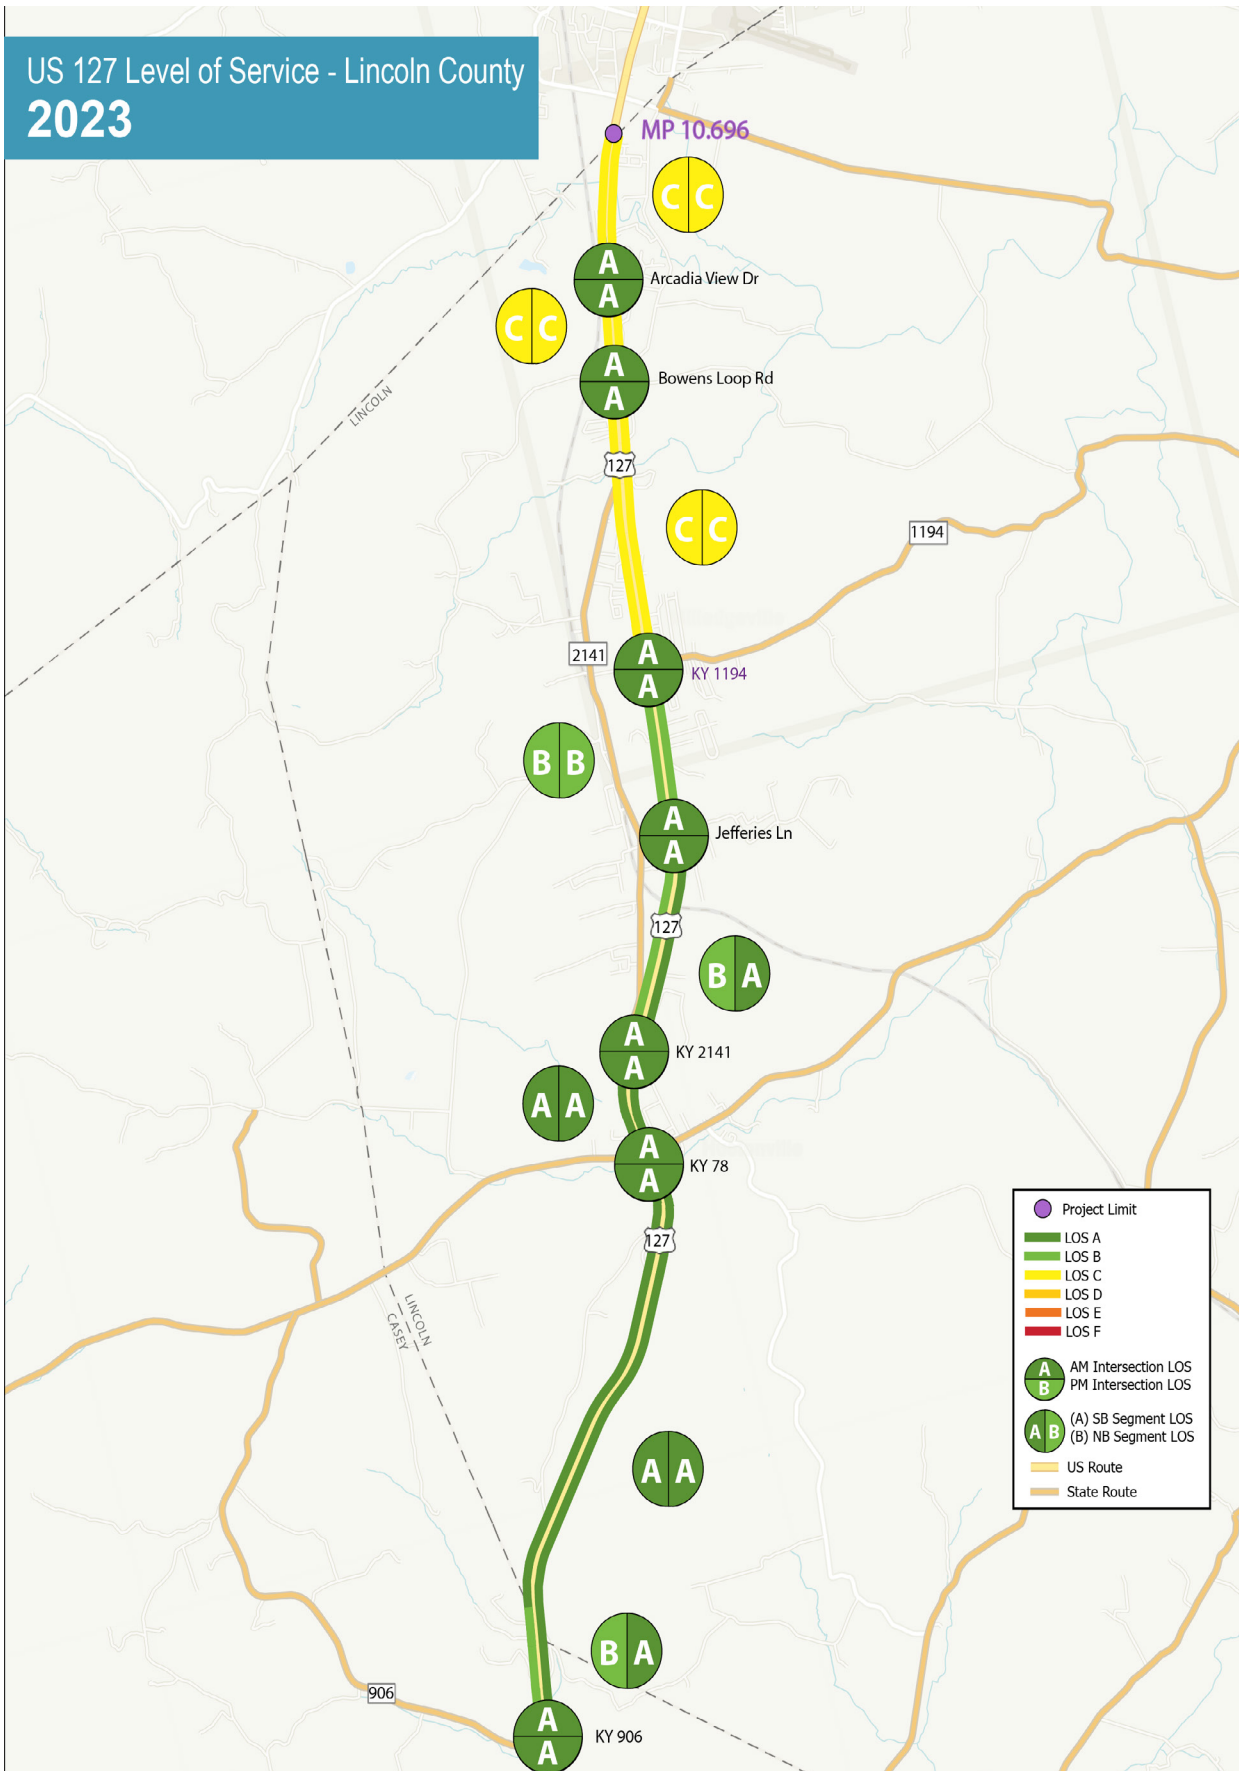 US 127 Level of Service - Lincoln County
2023
MP 10.696
C C
A
A
Arcadia View Dr
C C
A
A
Bowens Loop Rd
LINCOLN
127
C C
1194
2141
A
A
KY 1194
B B
A
A
Jefferies Ln
127
B A
A
A
KY 2141
A A
A
A
KY 78
127
LINCOLN
CASEY
A A
B A
906
A
A
KY 906
Project Limit
LOS A
LOS B
LOS C
LOS D
LOS E
LOS F
A
B
AM Intersection LOS
PM Intersection LOS
A B
(A) SB Segment LOS
(B) NB Segment LOS
US Route
State Route